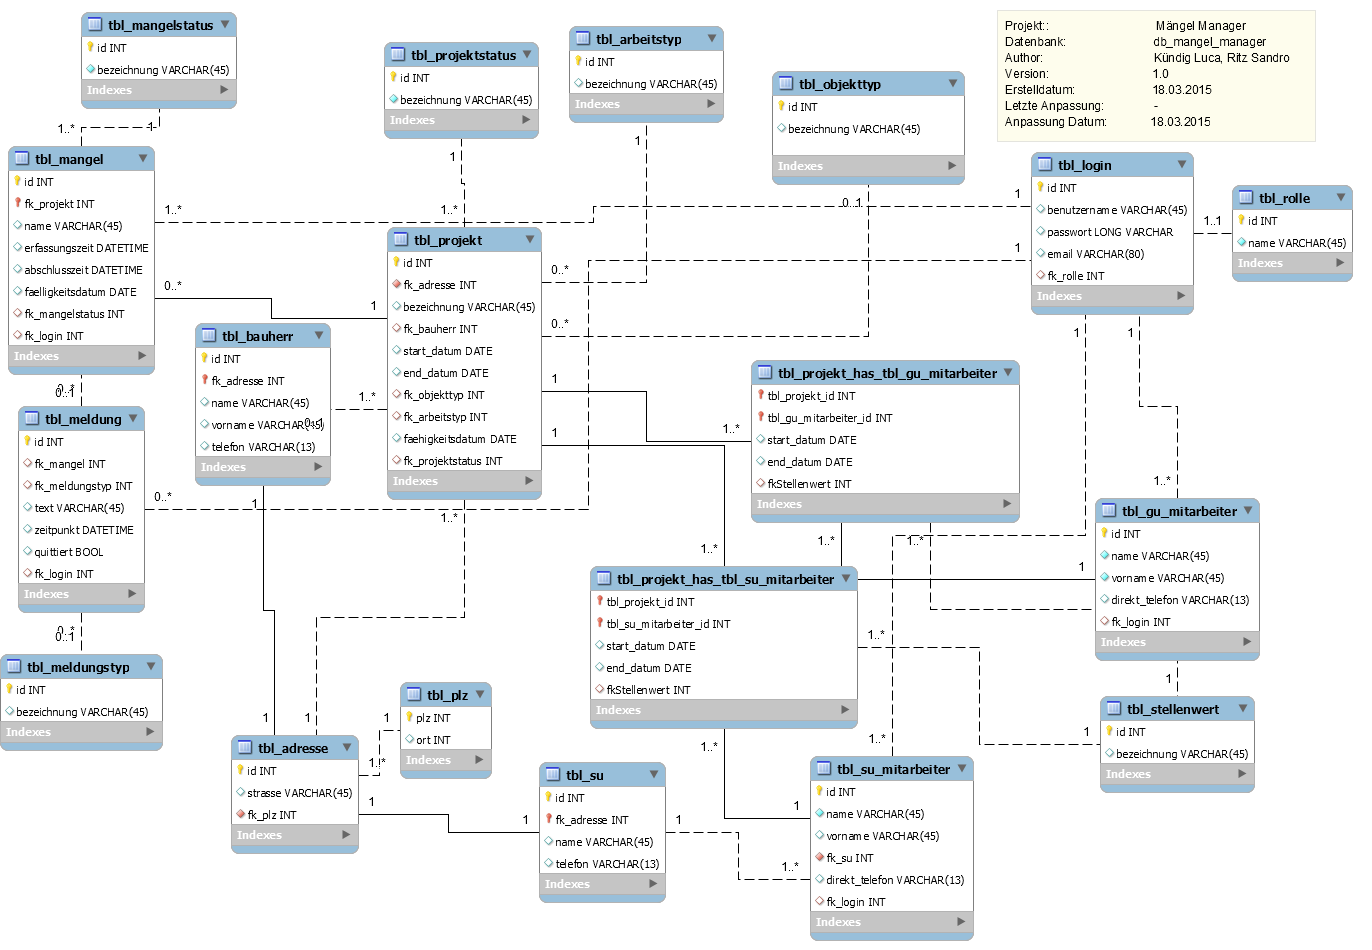 Projekt:: Mängel Manager
Datenbank: db_mangel_manager
Author: Kündig Luca, Ritz Sandro
Version: 1.0
Erstelldatum: 18.03.2015
Letzte Anpassung: -
Anpassung Datum: 18.03.2015
tbl_mangelstatus
id INT
bezeichnung VARCHAR(45)
Indexes
1..*
1
tbl_projektstatus
id INT
bezeichnung VARCHAR(45)
Indexes
1
1..*
tbl_arbeitstyp
id INT
bezeichnung VARCHAR(45)
Indexes
1
0..*
tbl_objekttyp
id INT
bezeichnung VARCHAR(45)
Indexes
0..1
0..*
tbl_login
id INT
benutzername VARCHAR(45)
passwort LONG VARCHAR
email VARCHAR(80)
fk_rolle INT
Indexes
1
1
1
1
1..1
tbl_rolle
id INT
name VARCHAR(45)
Indexes
tbl_mangel
id INT
fk_projekt INT
name VARCHAR(45)
erfassungszeit DATETIME
abschlusszeit DATETIME
faelligkeitsdatum DATE
fk_mangelstatus INT
fk_login INT
Indexes
1..*
0..*
1
0..*
0..1
tbl_projekt
id INT
fk_adresse INT
bezeichnung VARCHAR(45)
fk_bauherr INT
start_datum DATE
end_datum DATE
fk_objekttyp INT
fk_arbeitstyp INT
faehigkeitsdatum DATE
fk_projektstatus INT
Indexes
1
1
1..*
1..*
tbl_bauherr
id INT
fk_adresse INT
name VARCHAR(45)
vorname VARCHAR(45)
0..1
telefon VARCHAR(13)
Indexes
1
tbl_meldung
id INT
fk_mangel INT
fk_meldungstyp INT
text VARCHAR(45)
zeitpunkt DATETIME
quittiert BOOL
fk_login INT
Indexes
0..*
0..*
0..1
tbl_meldungstyp
id INT
bezeichnung VARCHAR(45)
Indexes
tbl_projekt_has_tbl_gu_mitarbeiter
tbl_projekt_id INT
tbl_gu_mitarbeiter_id INT
start_datum DATE
end_datum DATE
fkStellenwert INT
Indexes
1..*
1..*
1..*
tbl_gu_mitarbeiter
id INT
name VARCHAR(45)
vorname VARCHAR(45)
direkt_telefon VARCHAR(13)
fk_login INT
Indexes
1..*
1
1
tbl_projekt_has_tbl_su_mitarbeiter
tbl_projekt_id INT
tbl_su_mitarbeiter_id INT
start_datum DATE
end_datum DATE
fkStellenwert INT
Indexes
1..*
1..*
1..*
tbl_stellenwert
id INT
bezeichnung VARCHAR(45)
Indexes
1
tbl_adresse
id INT
strasse VARCHAR(45)
fk_plz INT
Indexes
1
1
1..*
1
tbl_plz
plz INT
ort INT
Indexes
1
tbl_su
id INT
fk_adresse INT
name VARCHAR(45)
telefon VARCHAR(13)
Indexes
1
1
tbl_su_mitarbeiter
id INT
name VARCHAR(45)
vorname VARCHAR(45)
fk_su INT
direkt_telefon VARCHAR(13)
fk_login INT
Indexes
1..*
1
1..*